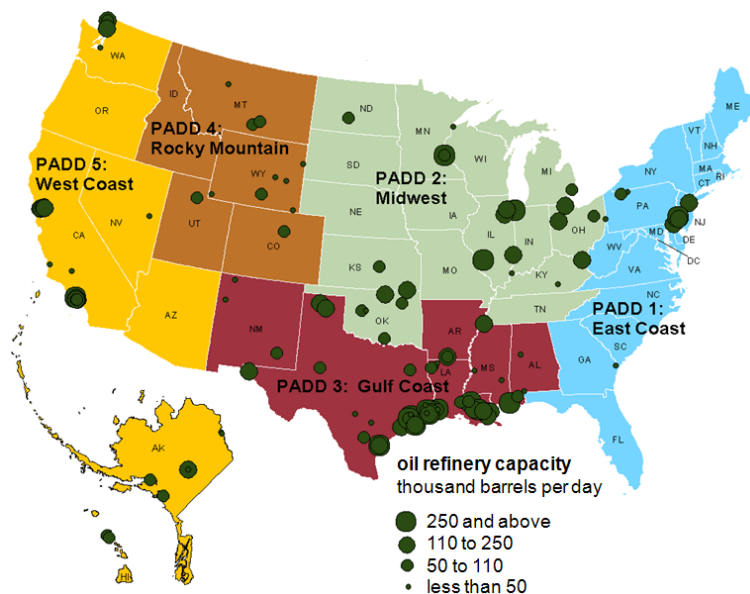 WA
OR
ID
MT
ND
MN
ME
VT
NH
PADD 4:
Rocky Mountain
PADD 5:
West Coast
PADD 2:
Midwest
SD
WI
MI
NY
MA
RI
CT
WY
IA
PA
NJ
NV
NE
IL
IN
OH
MD
DE
DC
CA
UT
CO
WV
VA
KS
MO
KY
NC
TN
PADD 1:
East Coast
AZ
NM
OK
AR
SC
PADD 3: Gulf Coast
LA
MS
AL
GA
FL
AK
HI
oil refinery capacity
thousand barrels per day
250 and above
110 to 250
50 to 110
less than 50